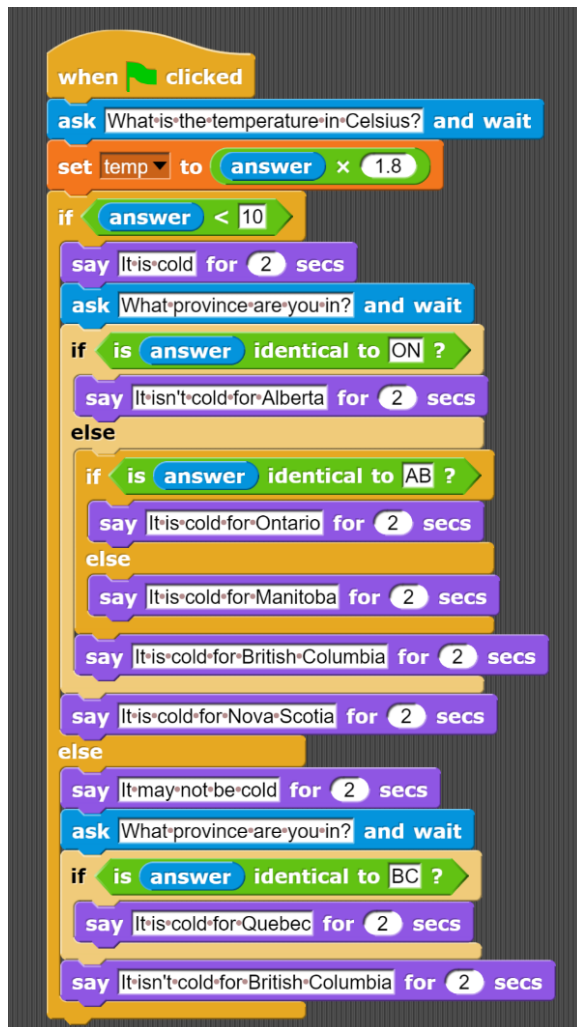 when clicked
ask What is the temperature in Celsius? and wait
set temp to answer × 1.8
if answer < 10
say It is cold for 2 secs
ask What province are you in? and wait
if is answer identical to ON ?
say It isn't cold for Alberta for 2 secs
else
if is answer identical to AB ?
say It is cold for Ontario for 2 secs
else
say It is cold for Manitoba for 2 secs
say It is cold for British Columbia for 2 secs
say It is cold for Nova Scotia for 2 secs
else
say It may not be cold for 2 secs
ask What province are you in? and wait
if is answer identical to BC ?
say It is cold for Quebec for 2 secs
say It isn't cold for British Columbia for 2 secs